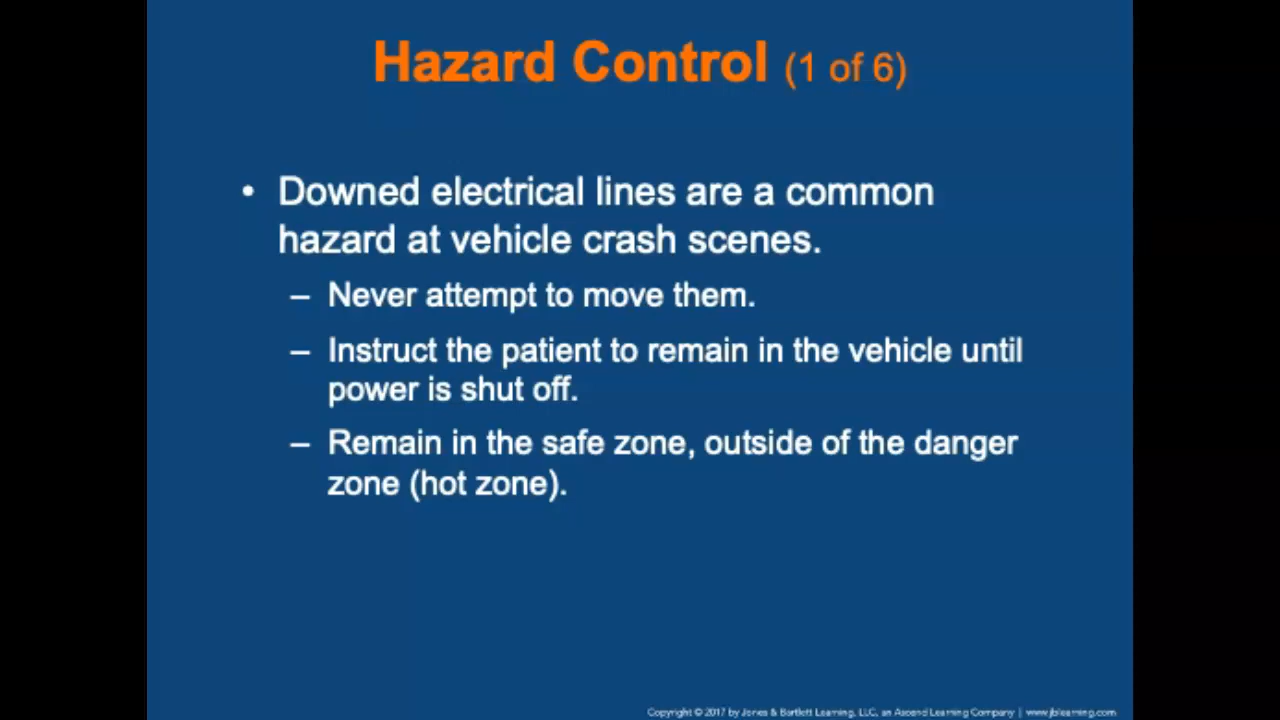 Hazard Control (1 of 6)
• Downed electrical lines are a common
hazard at vehicle crash scenes.
– Never attempt to move them.
– Instruct the patient to remain in the vehicle until
power is shut off.
– Remain in the safe zone, outside of the danger
zone (hot zone).
Copyright © 2017 by Jones & Bartlett Learning, LLC, an Ascend Learning Company | www.jblearning.com